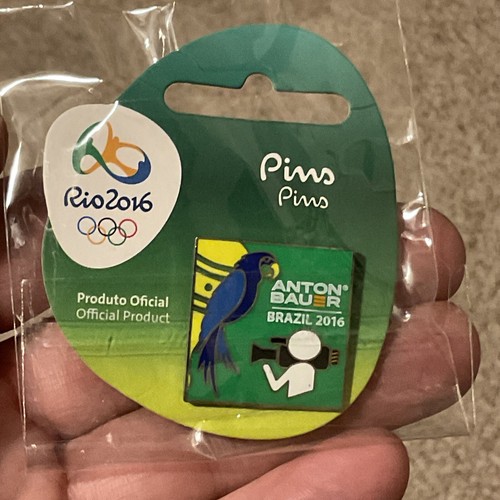 Rio2016
Pins
Pins
Produto Oficial
Official Product
ANTON®
BAUER
BRAZIL 2016